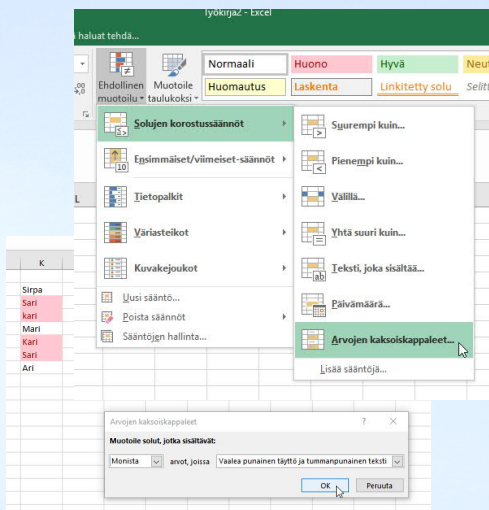 Työkirja2 - Excel
i haluat tehdä...
Normaali Huono Hyvä Neut
Ehdollinen muotoilu Muotoile taulukoksi Huomautus Laskenta Linkitetty solu Selitt
Solujen korostussäännöt
Ensimmäiset/viimeiset-säännöt
Tietopalkit
Väriasteikot
Kuvakejoukot
Uusi sääntö...
Poista säännöt
Sääntöjen hallinta...
Suurempi kuin...
Pienempi kuin...
Välillä...
Yhtä suuri kuin...
Teksti, joka sisältää...
Päivämäärä...
Arvojen kaksoiskappaleet...
Lisää sääntöjä...
L
K
Sirpa
Sari
kari
Mari
Kari
Sari
Ari
Arvojen kaksoiskappaleet ? ×
Muotoile solut, jotka sisältävät:
Monista arvot, joissa Vaalea punainen täyttö ja tummanpunainen teksti
OK Peruuta